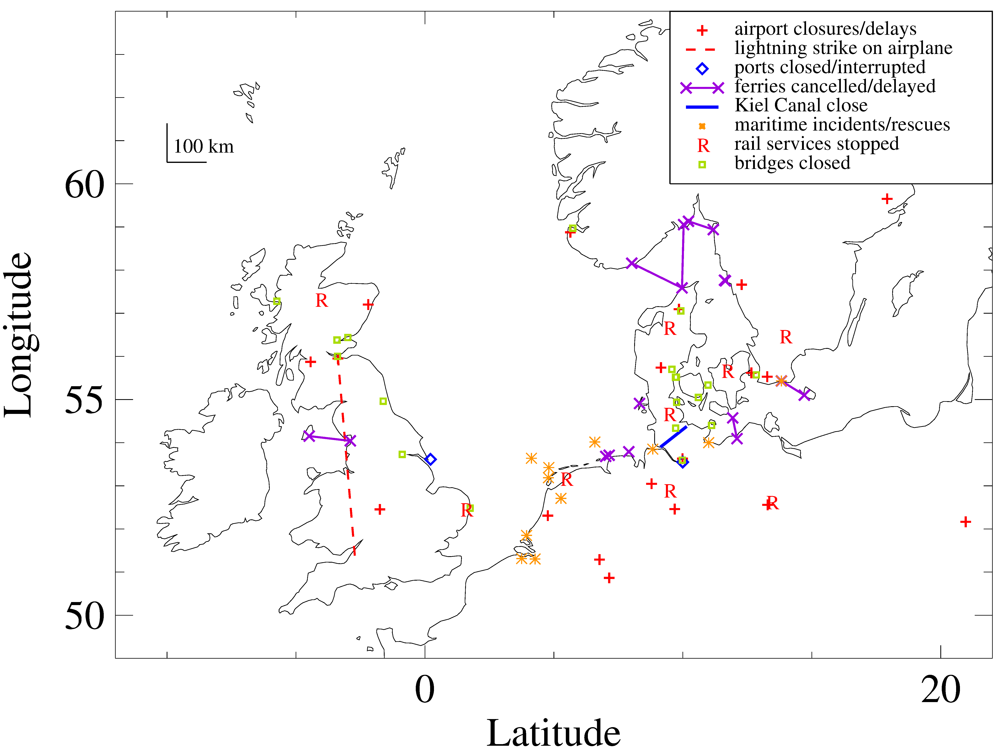 airport closures/delays
lightning strike on airplane
ports closed/interrupted
ferries cancelled/delayed
Kiel Canal close
maritime incidents/rescues
R rail services stopped
bridges closed
100 km
60
55
50
Longitude
R
R
R
R
R
R
R
R
R
0
20
Latitude